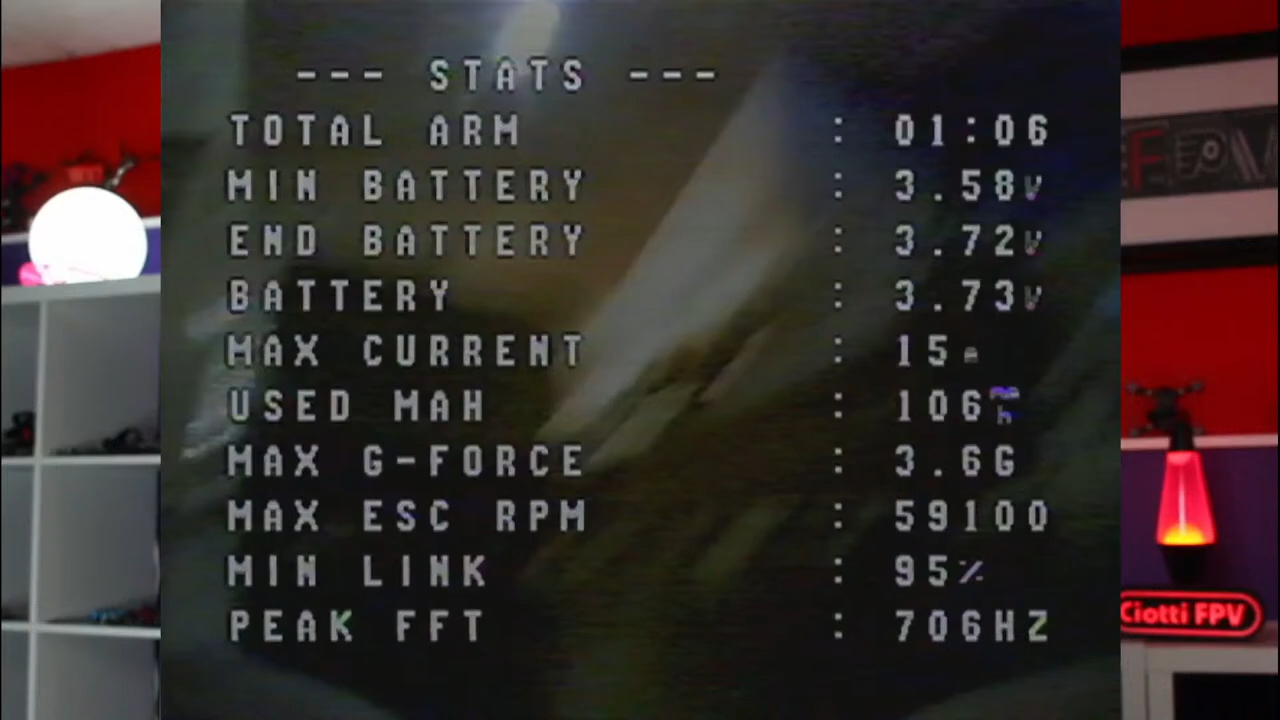 --- STATS ---
TOTAL ARM : 01:06
MIN BATTERY : 3.58V
END BATTERY : 3.72V
BATTERY : 3.73V
MAX CURRENT : 15A
USED MAH : 106mAh
MAX G-FORCE : 3.6G
MAX ESC RPM : 59100
MIN LINK : 95%
PEAK FFT : 706HZ
FPV
Ciotti FPV